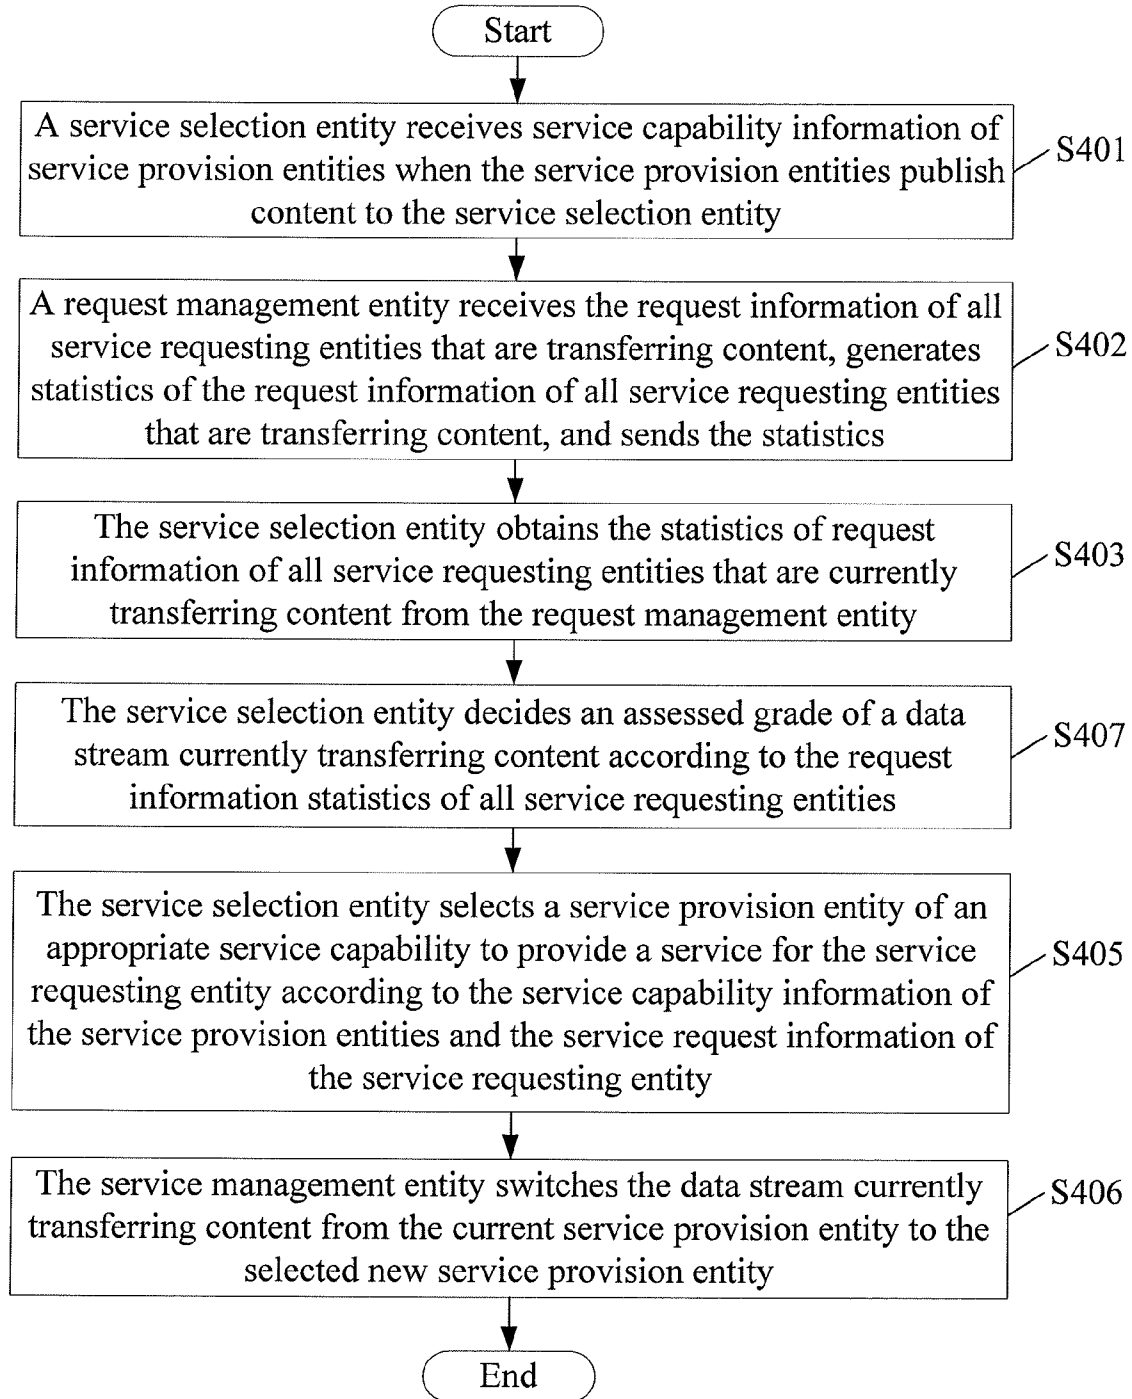 Start
A service selection entity receives service capability information of
service provision entities when the service provision entities publish
content to the service selection entity
S401
A request management entity receives the request information of all
service requesting entities that are transferring content, generates
statistics of the request information of all service requesting entities
that are transferring content, and sends the statistics
S402
The service selection entity obtains the statistics of request
information of all service requesting entities that are currently
transferring content from the request management entity
S403
The service selection entity decides an assessed grade of a data
stream currently transferring content according to the request
information statistics of all service requesting entities
S407
The service selection entity selects a service provision entity of an
appropriate service capability to provide a service for the service
requesting entity according to the service capability information of
the service provision entities and the service request information of
the service requesting entity
S405
The service management entity switches the data stream currently
transferring content from the current service provision entity to the
selected new service provision entity
S406
End